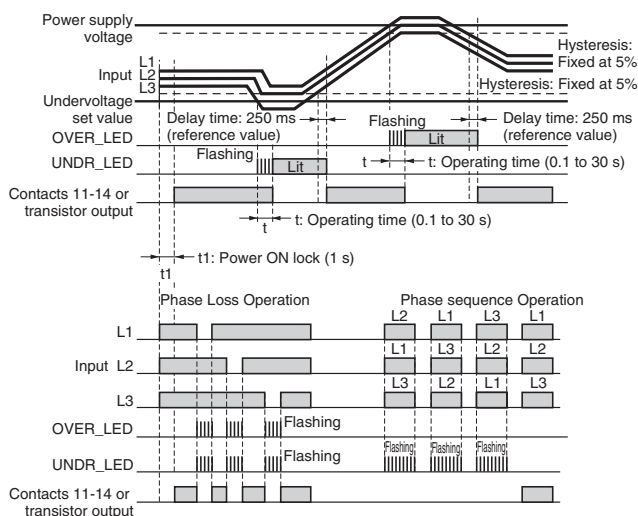 Power supply
voltage
L1
Input L2
L3
Undervoltage
set value
Hysteresis:
Fixed at 5%
Hysteresis: Fixed at 5%
Delay time: 250 ms
(reference value)
Flashing
Delay time: 250 ms
(reference value)
OVER_LED
Lit
UNDR_LED
Flashing
Lit
t
t: Operating time (0.1 to 30 s)
Contacts 11-14 or
transistor output
t: Operating time (0.1 to 30 s)
t
t1: Power ON lock (1 s)
t1
Phase Loss Operation
Phase sequence Operation
L1
L2
L1
L3
L1
Input L2
L1
L3
L2
L2
L3
L3
L2
L1
L3
OVER_LED
Flashing
UNDR_LED
Flashing
Flashing
Flashing
Flashing
Contacts 11-14 or
transistor output